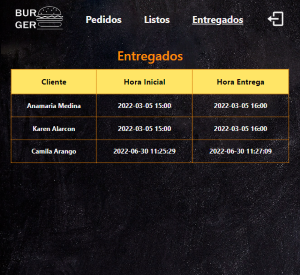 BUR
GER
Pedidos Listos Entregados
Entregados
Cliente Hora Inicial Hora Entrega
Anamaria Medina 2022-03-05 15:00 2022-03-05 16:00
Karen Alarcon 2022-03-05 15:00 2022-03-05 16:00
Camila Arango 2022-06-30 11:25:29 2022-06-30 11:27:09